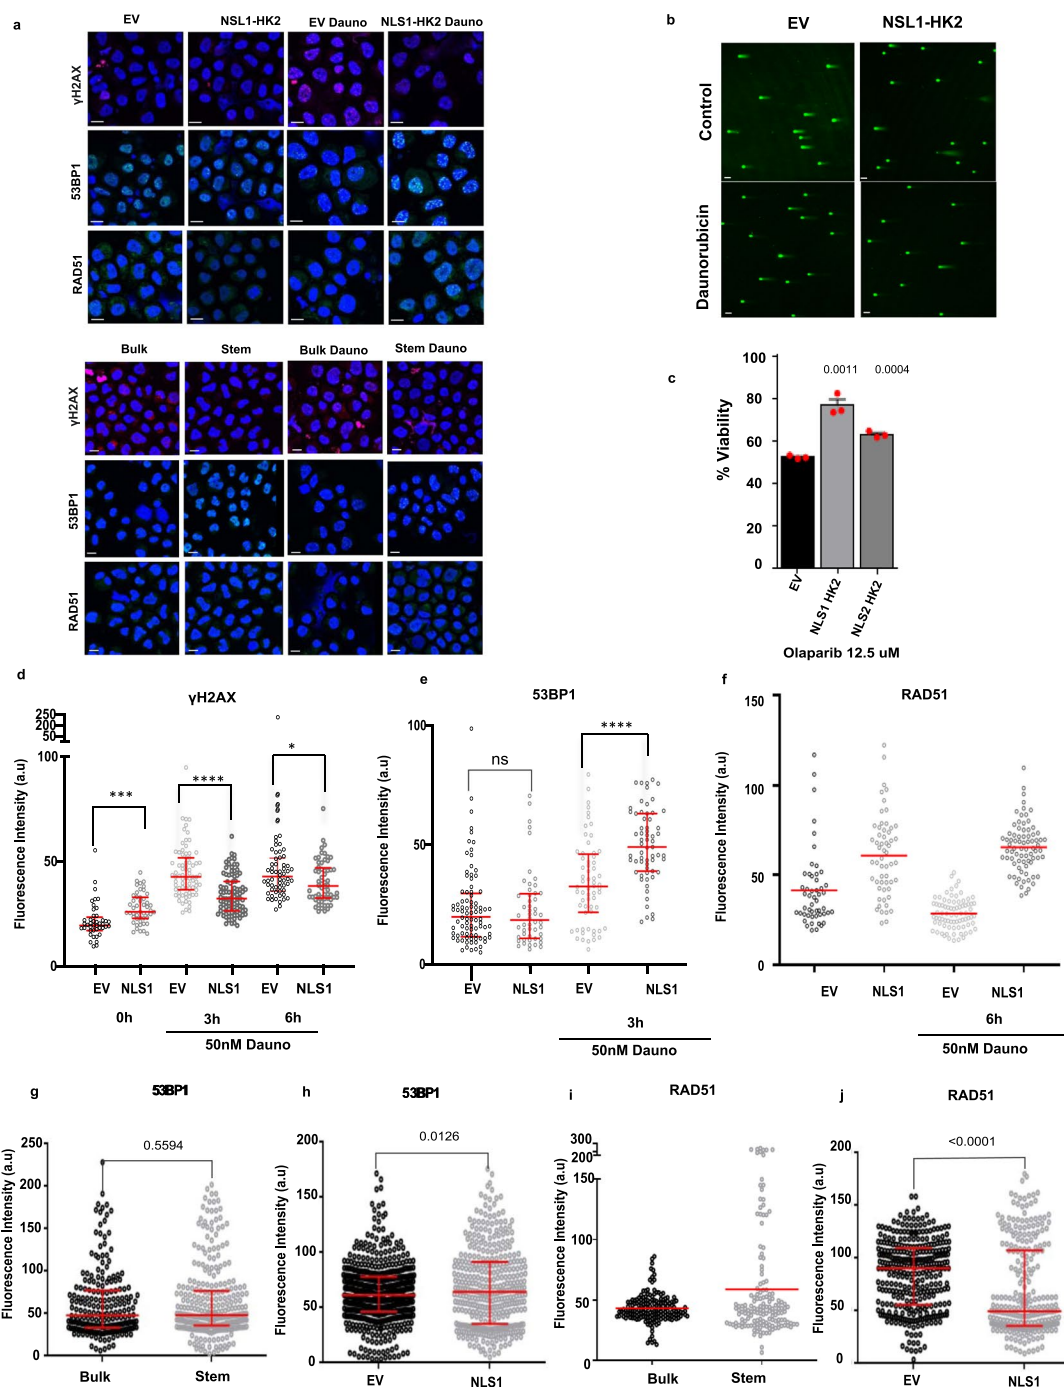 a
EV NSL1-HK2 EV Dauno NLS1-HK2 Dauno
γH2AX
53BP1
RAD51
Bulk Stem Bulk Dauno Stem Dauno
γH2AX
53BP1
RAD51
b
EV NSL1-HK2
Control
Daunorubicin
c
% Viability
100
80
60
40
20
0
0.0011 0.0004
EV NLS1 HK2 NLS2 HK2
Olaparib 12.5 uM
d
γH2AX
Fluorescence Intensity (a.u)
250
150
50
100
50
0
*** **** *
EV NLS1 EV NLS1 EV NLS1
0h 3h 6h
50nM Dauno
e
53BP1
Fluorescence Intensity (a.u)
100
50
0
ns ****
EV NLS1 EV NLS1
3h
50nM Dauno
f
RAD51
Fluorescence Intensity (a.u)
150
100
50
0
EV NLS1 EV NLS1
6h
50nM Dauno
g
53BP1
Fluorescence Intensity (a.u)
250
200
150
100
50
0
0.5594
Bulk Stem
h
53BP1
Fluorescence Intensity (a.u)
200
150
100
50
0
0.0126
EV NLS1
i
RAD51
Fluorescence Intensity (a.u)
300
200
150
100
50
0
Bulk Stem
j
RAD51
Fluorescence Intensity (a.u)
200
150
100
50
0
<0.0001
EV NLS1